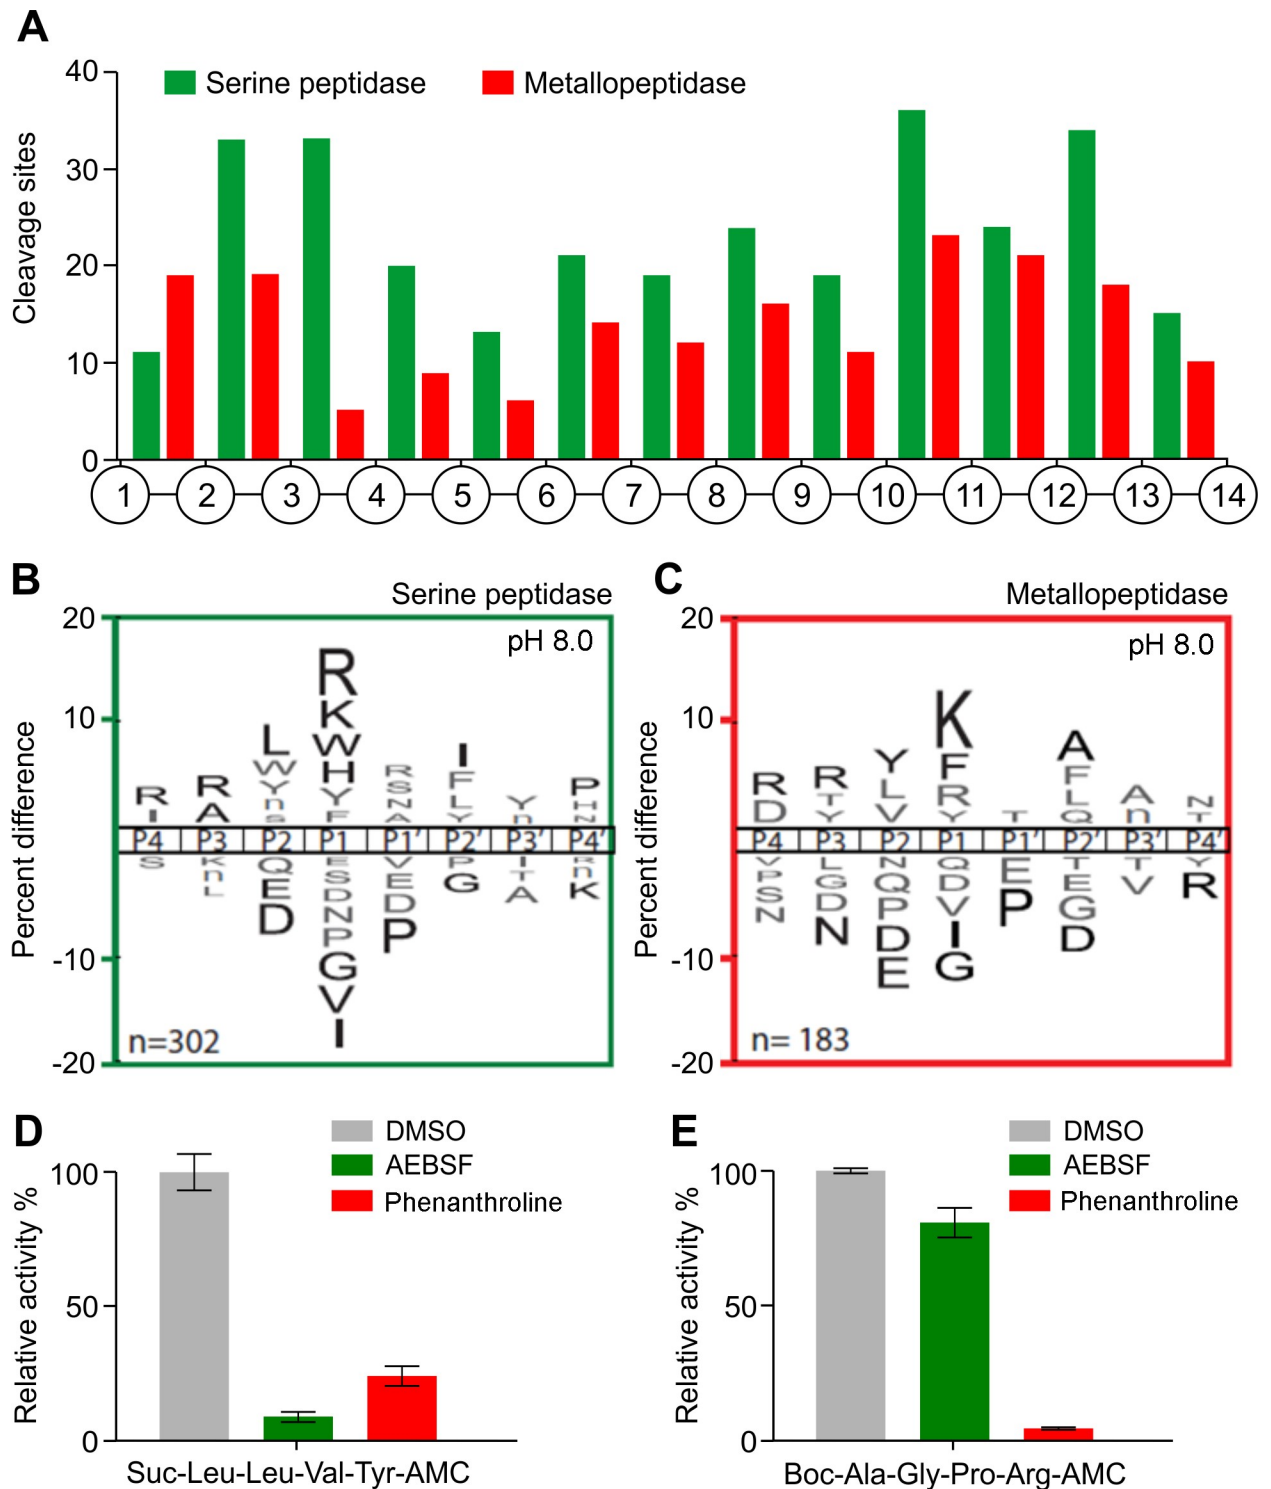 A
40
Serine peptidase
Metallopeptidase
30
20
10
0
Cleavage sites
1 2 3 4 5 6 7 8 9 10 11 12 13 14
B
Serine peptidase
20
pH 8.0
10
-10
-20
Percent difference
R
I
R
A
L
W
Y
n
S
R
K
W
H
Y
F
R
S
N
A
I
F
L
Y
Y
n
P
H
N
P4 P3 P2 P1 P1′ P2′ P3′ P4′
S
K
n
L
Q
E
D
E
S
D
N
P
G
V
I
V
E
D
P
P
G
I
T
A
R
n
K
n=302
C
Metallopeptidase
20
pH 8.0
10
-10
-20
Percent difference
R
D
R
T
Y
Y
L
V
K
F
R
Y
T
A
F
L
Q
A
n
N
T
P4 P3 P2 P1 P1′ P2′ P3′ P4′
V
P
S
N
L
G
D
N
N
Q
P
D
E
Q
D
V
I
G
E
P
T
E
G
D
T
V
Y
R
n= 183
D
DMSO
AEBSF
Phenanthroline
100
50
0
Relative activity %
Suc-Leu-Leu-Val-Tyr-AMC
E
DMSO
AEBSF
Phenanthroline
100
50
0
Relative activity %
Boc-Ala-Gly-Pro-Arg-AMC